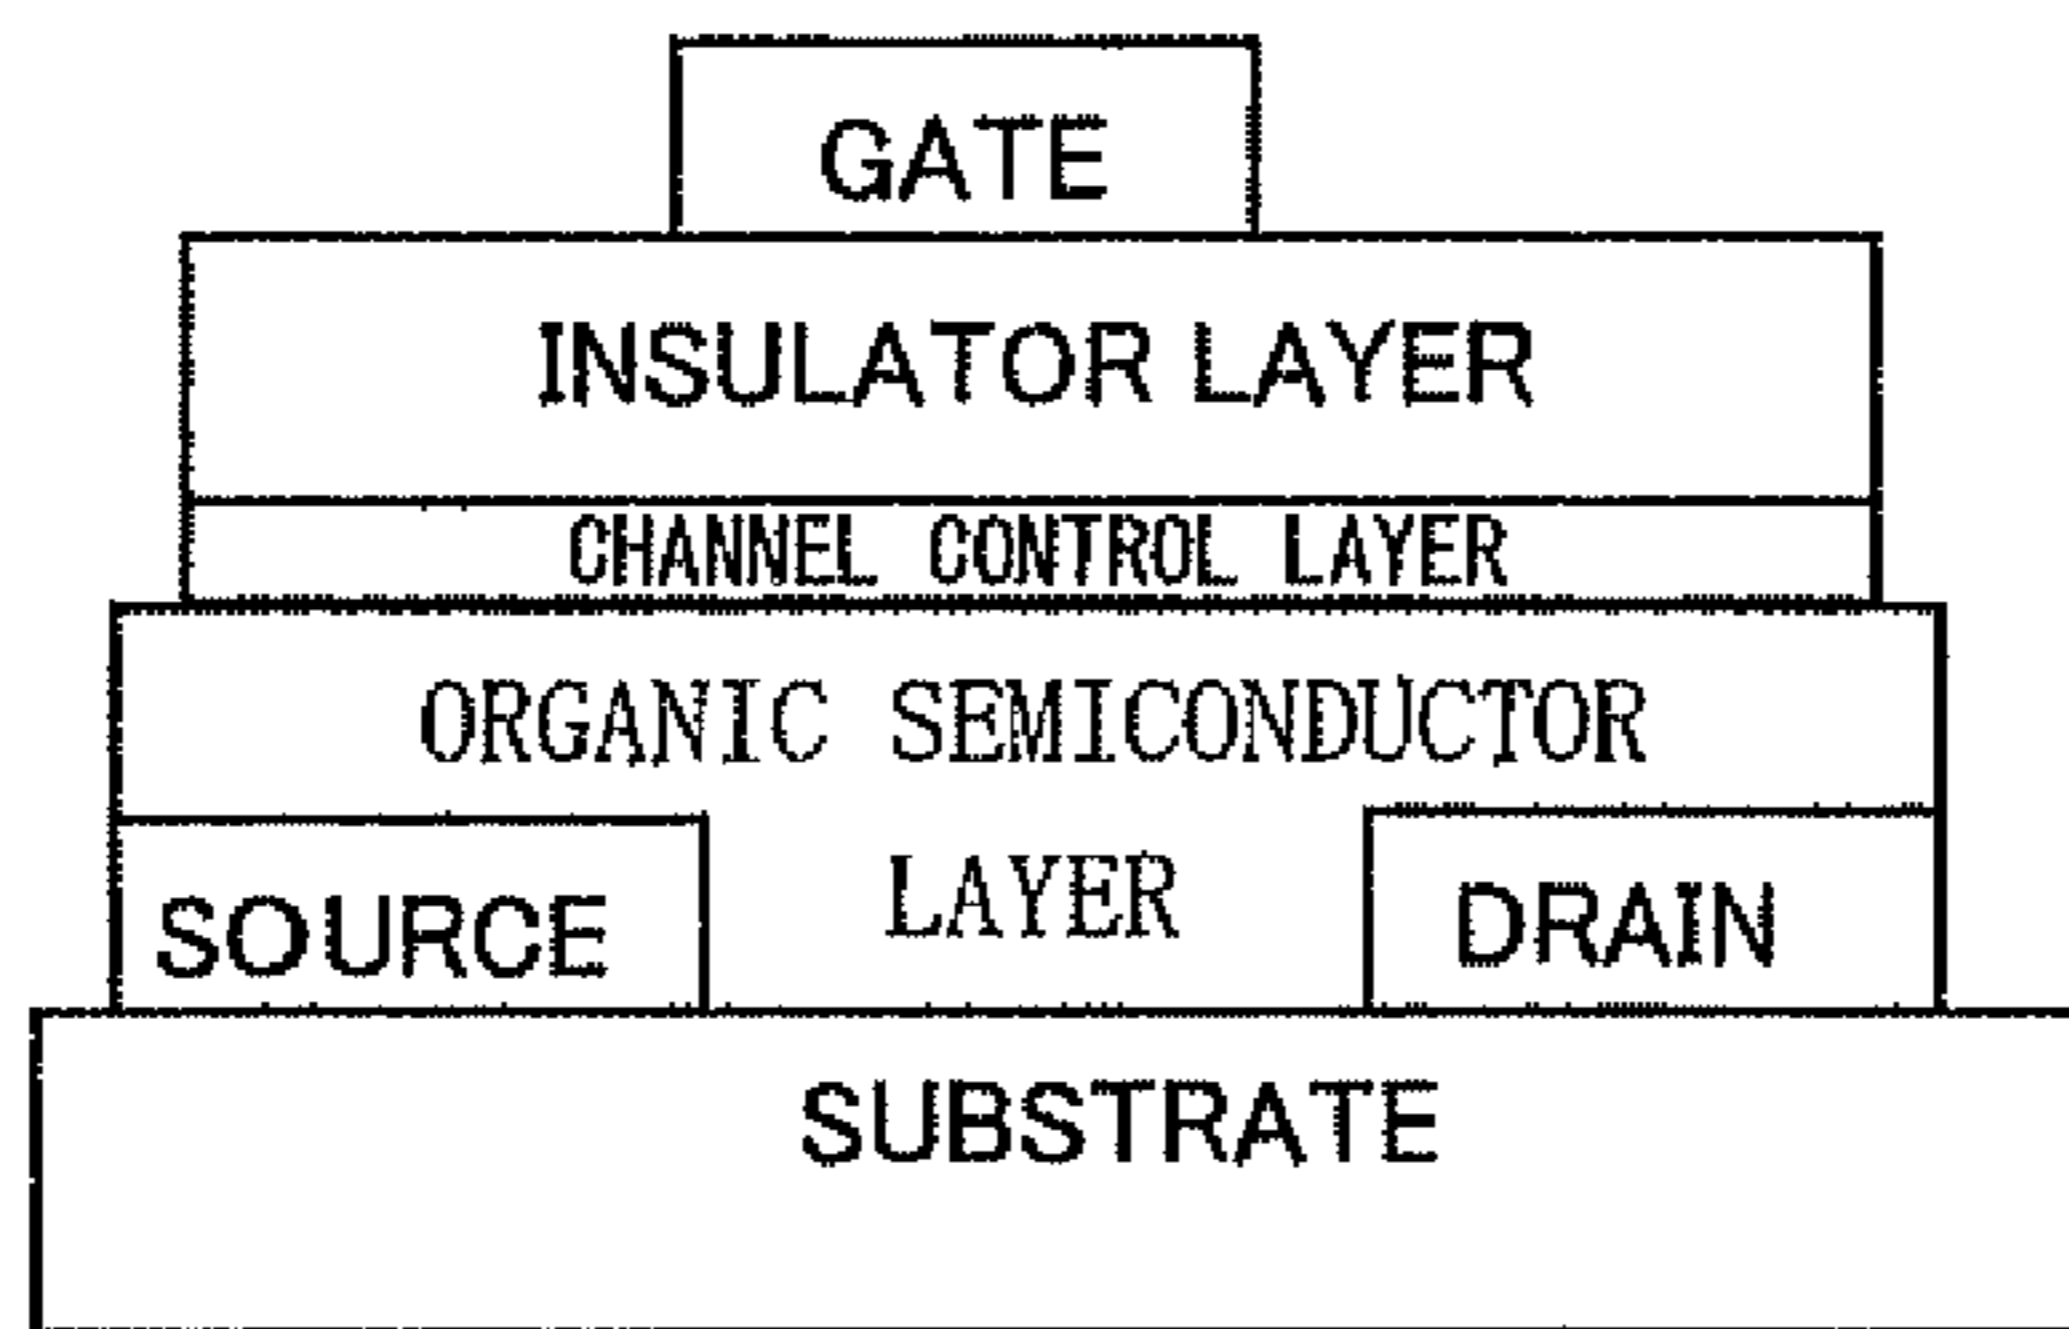 GATE
INSULATOR LAYER
CHANNEL CONTROL LAYER
ORGANIC SEMICONDUCTOR
LAYER
SOURCE
DRAIN
SUBSTRATE